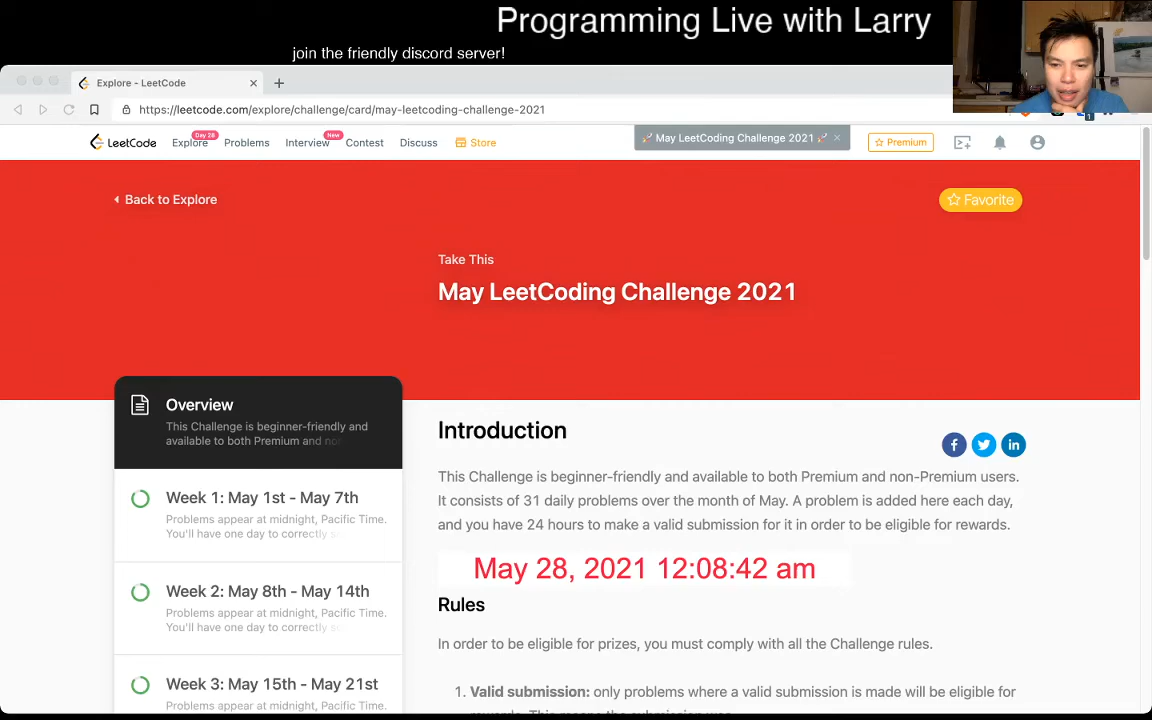 Programming Live with Larry
join the friendly discord server!
Explore - LeetCode
https://leetcode.com/explore/challenge/card/may-leetcoding-challenge-2021
1
LeetCode
Explore
Day 28
Problems
Interview
New
Contest
Discuss
Store
🚀 May LeetCoding Challenge 2021 🚀
Premium
Back to Explore
Favorite
Take This
May LeetCoding Challenge 2021
Overview
This Challenge is beginner-friendly and
available to both Premium and non
Week 1: May 1st - May 7th
Problems appear at midnight, Pacific Time.
You'll have one day to correctly s
Week 2: May 8th - May 14th
Problems appear at midnight, Pacific Time.
You'll have one day to correctly s
Week 3: May 15th - May 21st
Problems appear at midnight, Pacific Time.
Introduction
This Challenge is beginner-friendly and available to both Premium and non-Premium users.
It consists of 31 daily problems over the month of May. A problem is added here each day,
and you have 24 hours to make a valid submission for it in order to be eligible for rewards.
May 28, 2021 12:08:42 am
Rules
In order to be eligible for prizes, you must comply with all the Challenge rules.
1. Valid submission: only problems where a valid submission is made will be eligible for